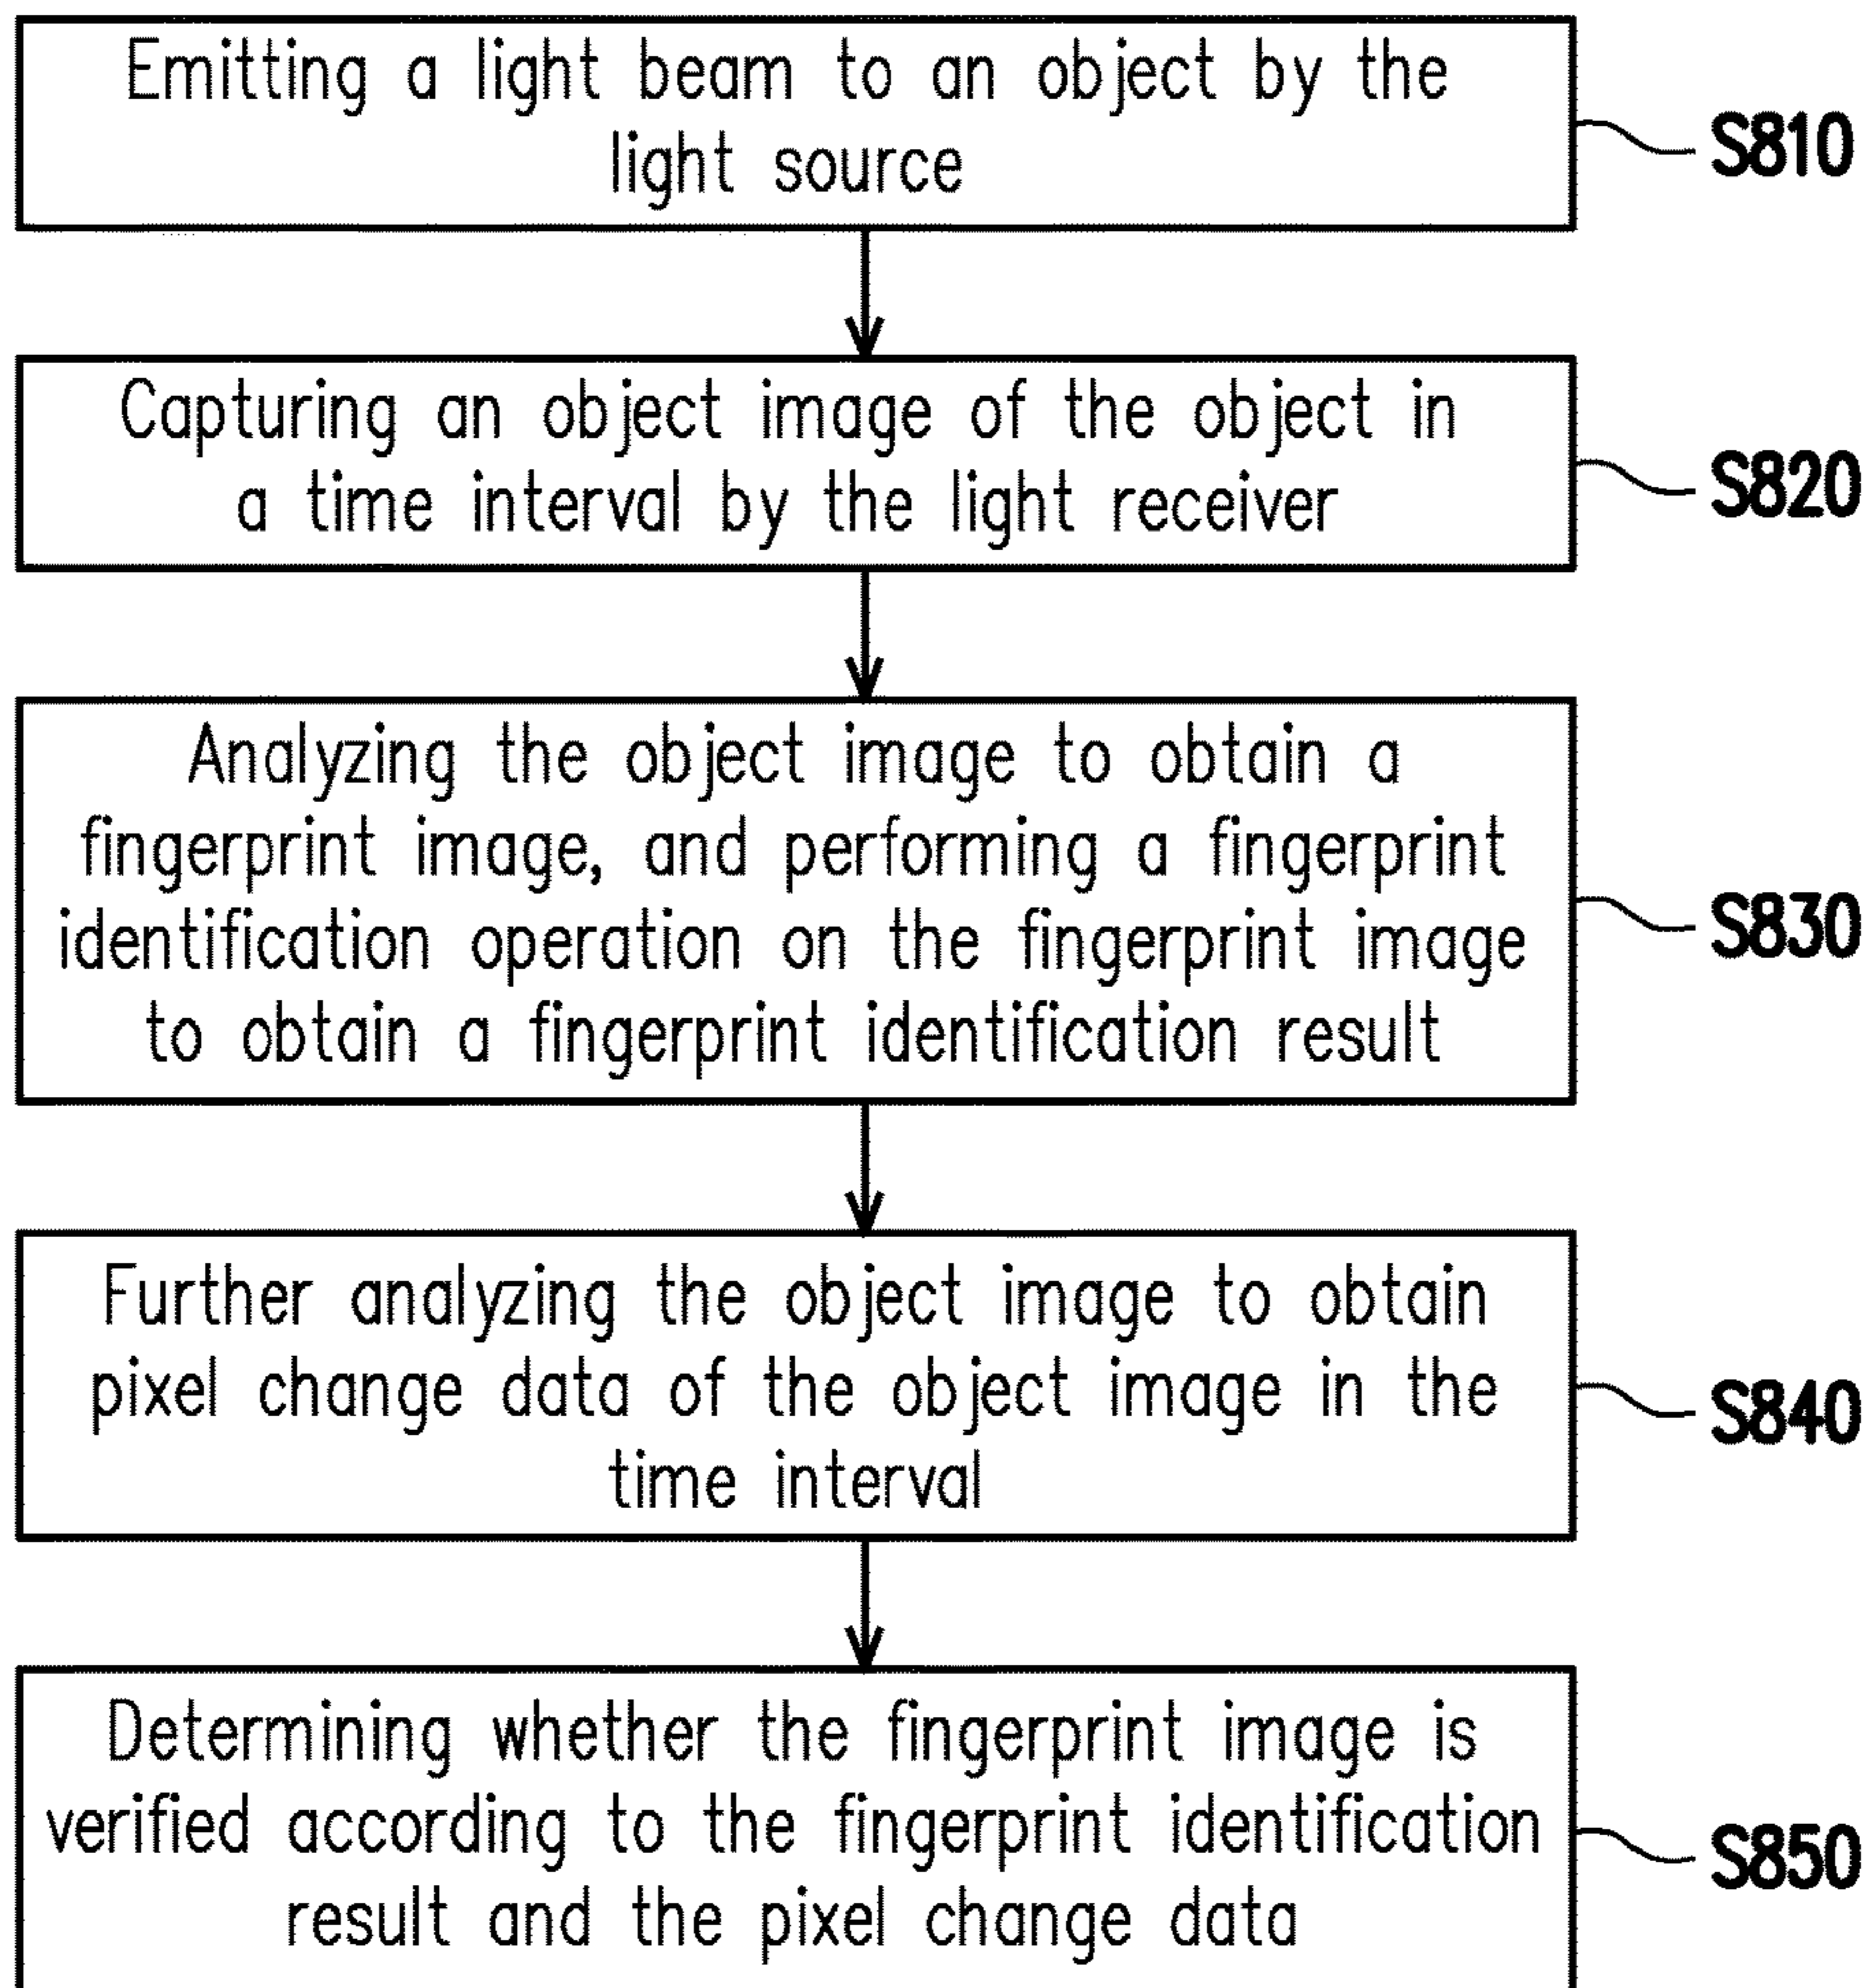 Emitting a light beam to an object by the
light source
S810
Capturing an object image of the object in
a time interval by the light receiver
S820
Analyzing the object image to obtain a
fingerprint image, and performing a fingerprint
identification operation on the fingerprint image
to obtain a fingerprint identification result
S830
Further analyzing the object image to obtain
pixel change data of the object image in the
time interval
S840
Determining whether the fingerprint image is
verified according to the fingerprint identification
result and the pixel change data
S850